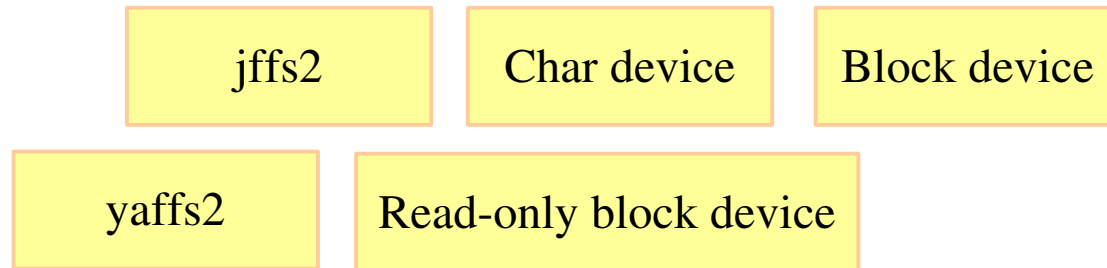 jffs2
Char device
Block device
yaffs2
Read-only block device